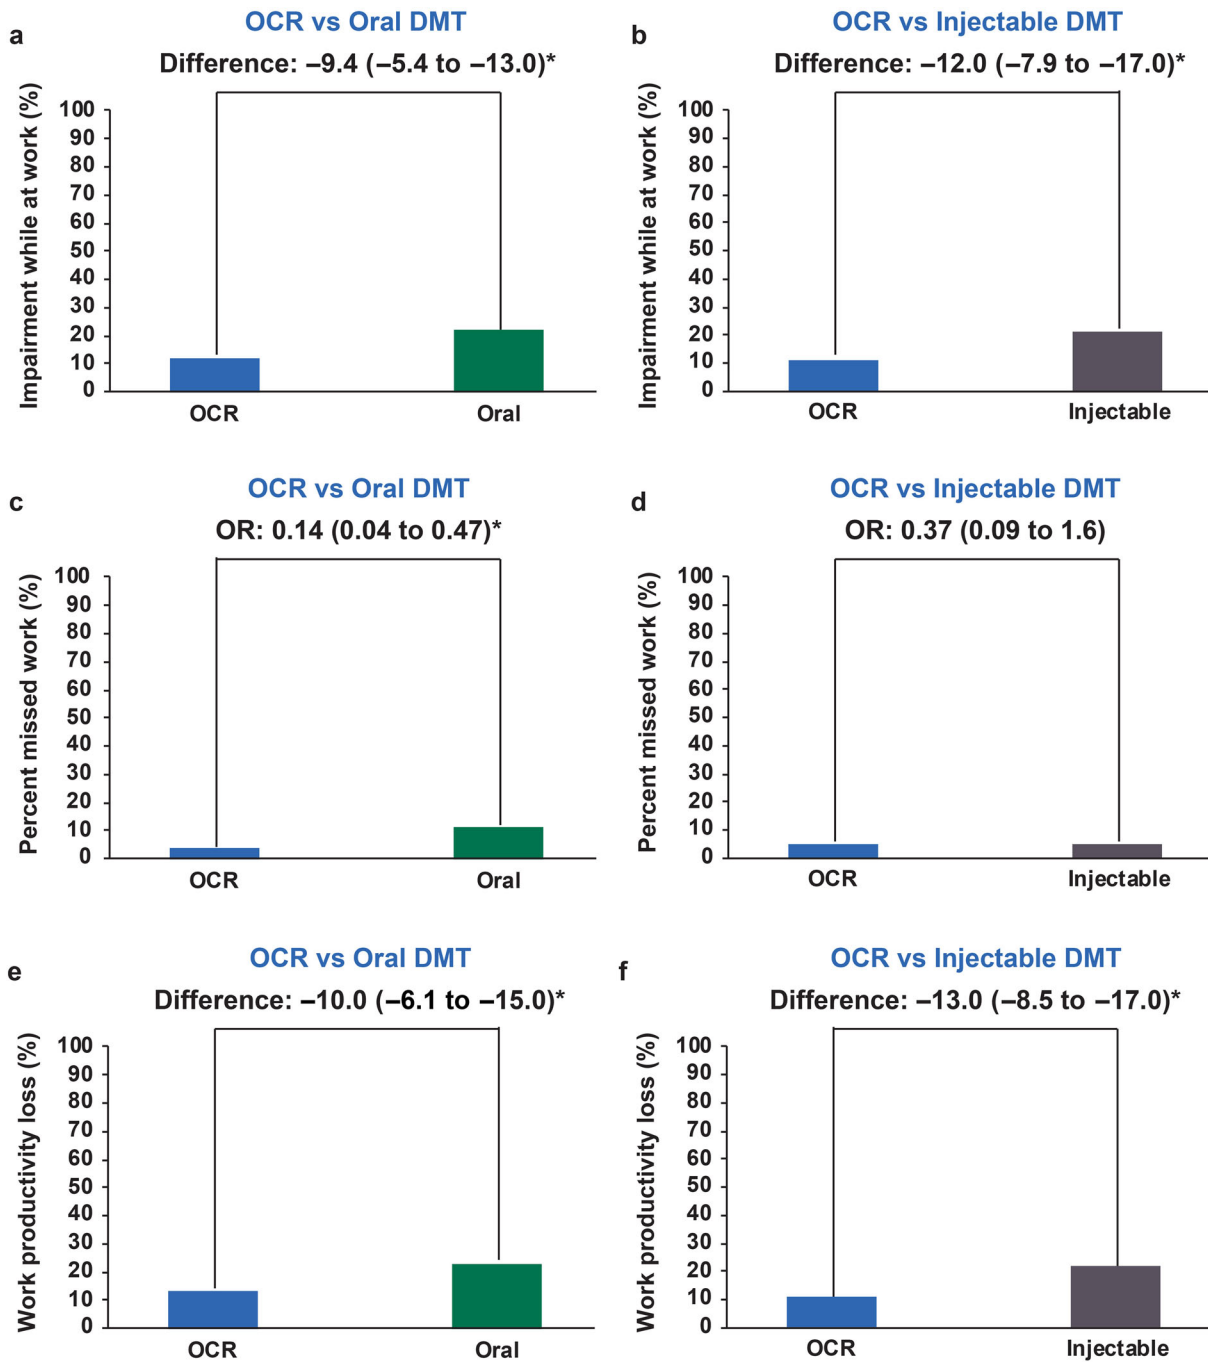 a
OCR vs Oral DMT
Difference: –9.4 (–5.4 to –13.0)*
Impairment while at work (%)
100
90
80
70
60
50
40
30
20
10
0
OCR
Oral
b
OCR vs Injectable DMT
Difference: –12.0 (–7.9 to –17.0)*
Impairment while at work (%)
100
90
80
70
60
50
40
30
20
10
0
OCR
Injectable
c
OCR vs Oral DMT
OR: 0.14 (0.04 to 0.47)*
Percent missed work (%)
100
90
80
70
60
50
40
30
20
10
0
OCR
Oral
d
OCR vs Injectable DMT
OR: 0.37 (0.09 to 1.6)
Percent missed work (%)
100
90
80
70
60
50
40
30
20
10
0
OCR
Injectable
e
OCR vs Oral DMT
Difference: –10.0 (–6.1 to –15.0)*
Work productivity loss (%)
100
90
80
70
60
50
40
30
20
10
0
OCR
Oral
f
OCR vs Injectable DMT
Difference: –13.0 (–8.5 to –17.0)*
Work productivity loss (%)
100
90
80
70
60
50
40
30
20
10
0
OCR
Injectable